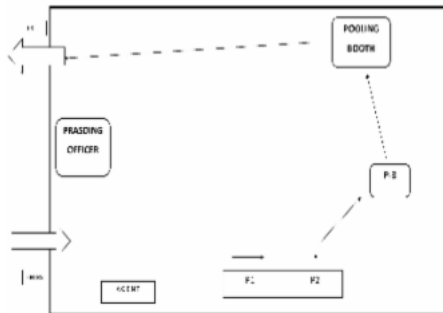 POOLING
BOOTH
PRASDING
OFFICER
P-3
P1
P2
AGENT